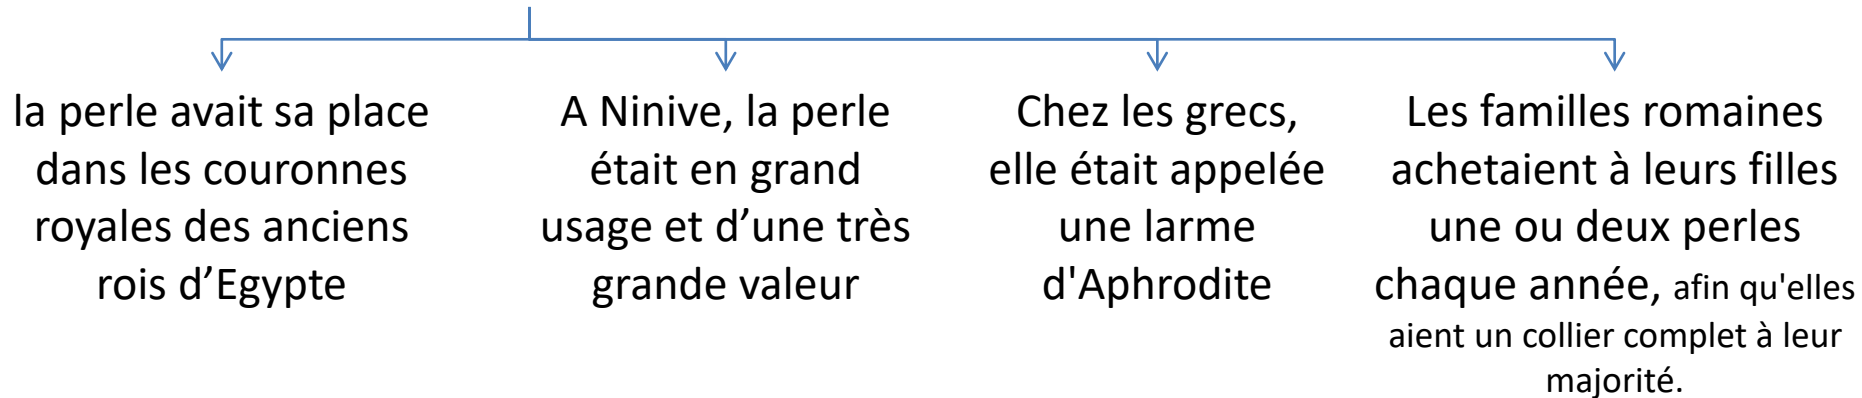 la perle avait sa place
dans les couronnes
royales des anciens
rois d’Egypte
A Ninive, la perle
était en grand
usage et d’une très
grande valeur
Chez les grecs,
elle était appelée
une larme
d'Aphrodite
Les familles romaines
achetaient à leurs filles
une ou deux perles
chaque année, afin qu'elles
aient un collier complet à leur
majorité.